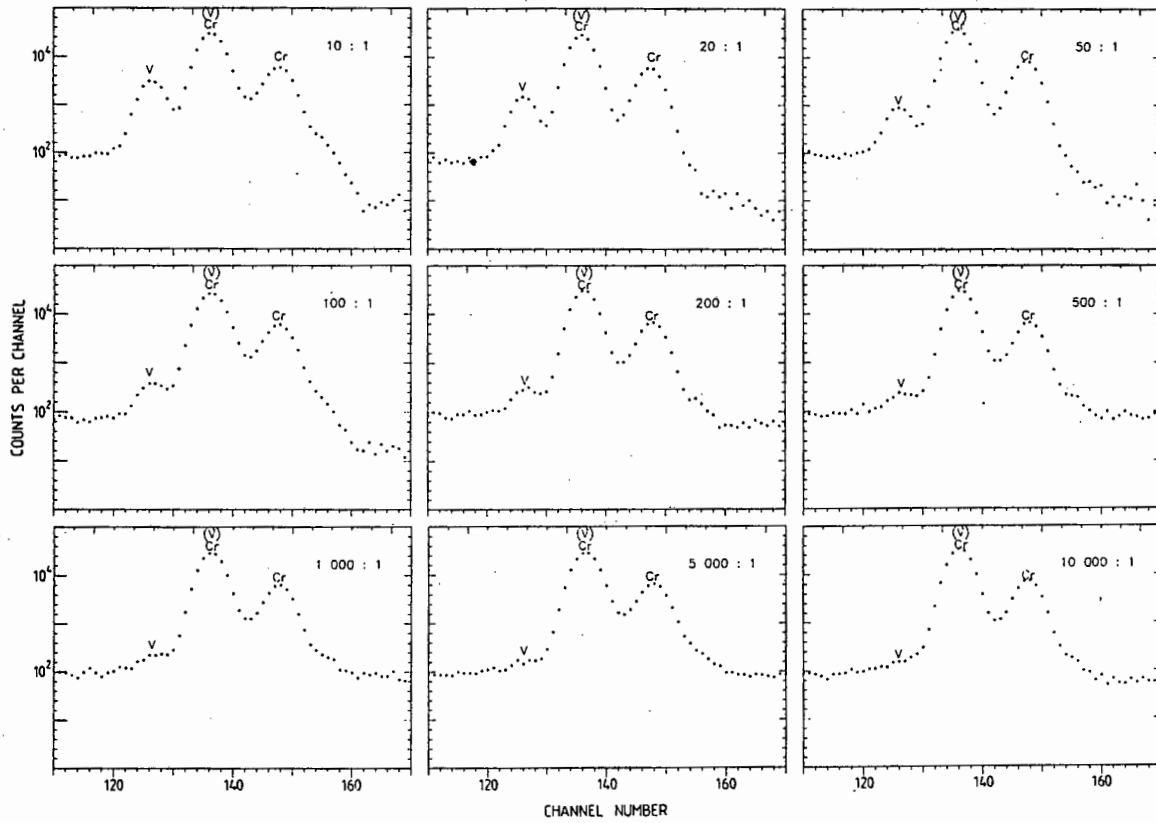 (V)
Cr
V
Cr
10 : 1
(V)
Cr
V
Cr
20 : 1
(V)
Cr
V
Cr
50 : 1
10⁴
10²
(V)
Cr
V
Cr
100 : 1
(V)
Cr
V
Cr
200 : 1
(V)
Cr
V
Cr
500 : 1
10⁴
10²
COUNTS PER CHANNEL
(V)
Cr
V
Cr
1 000 : 1
(V)
Cr
V
Cr
5 000 : 1
(V)
Cr
V
Cr
10 000 : 1
10⁴
10²
120 140 160 120 140 160 120 140 160
CHANNEL NUMBER